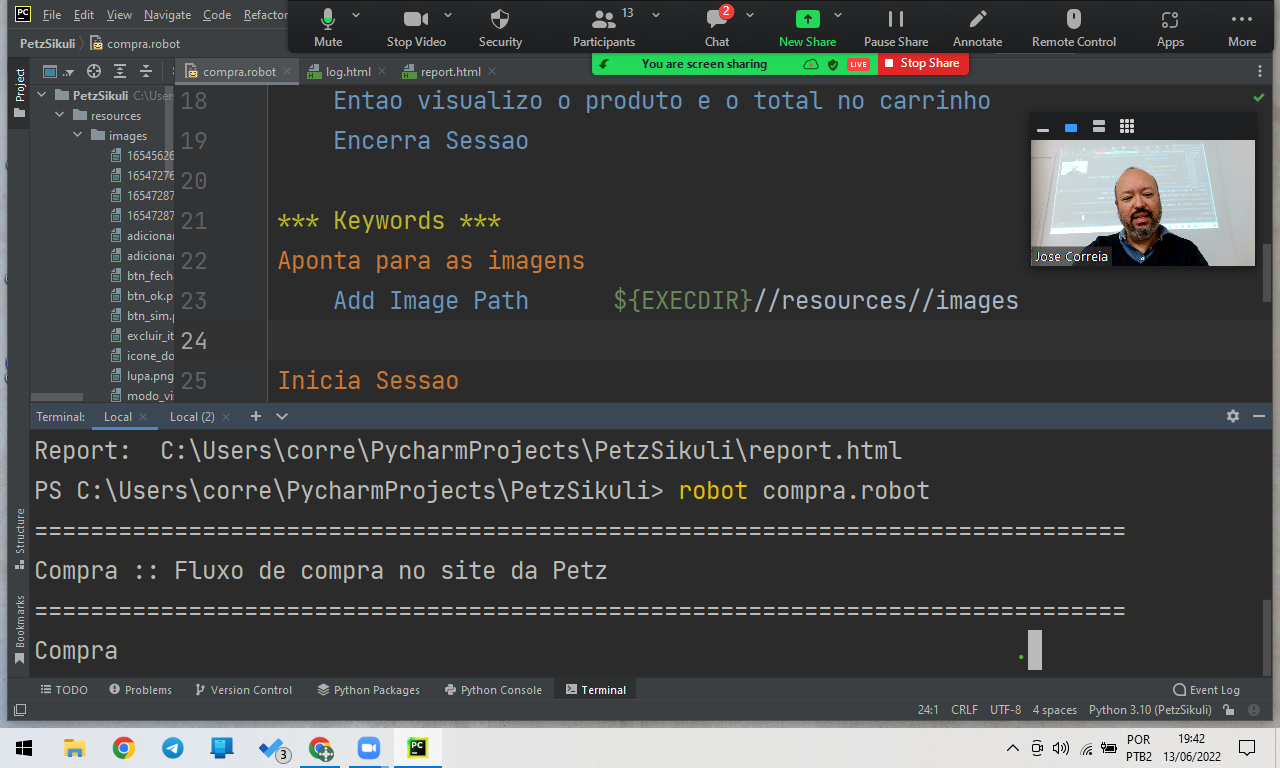 PC File Edit View Navigate Code Refactor
Mute Stop Video Security Participants 13 Chat 2 New Share Pause Share Annotate Remote Control Apps More
PetzSikuli compra.robot
You are screen sharing LIVE Stop Share
compra.robot log.html report.html
Project
PetzSikuli C:\Users
resources
images
16545626
16547276
16547287
16547287
adicionar
adicionar
btn_fech
btn_ok.p
btn_sim.p
excluir_it
icone_do
lupa.png
modo_vi
18 Entao visualizo o produto e o total no carrinho
19 Encerra Sessao
20
21 *** Keywords ***
22 Aponta para as imagens
23 Add Image Path ${EXECDIR}//resources//images
24
25 Inicia Sessao
Jose Correia
Terminal: Local Local (2)
Report: C:\Users\corre\PycharmProjects\PetzSikuli\report.html
PS C:\Users\corre\PycharmProjects\PetzSikuli> robot compra.robot
==============================================================================
Compra :: Fluxo de compra no site da Petz
==============================================================================
Compra .
Structure
Bookmarks
TODO Problems Version Control Python Packages Python Console Terminal Event Log
24:1 CRLF UTF-8 4 spaces Python 3.10 (PetzSikuli)
3
PC
POR
PTB2
19:42
13/06/2022